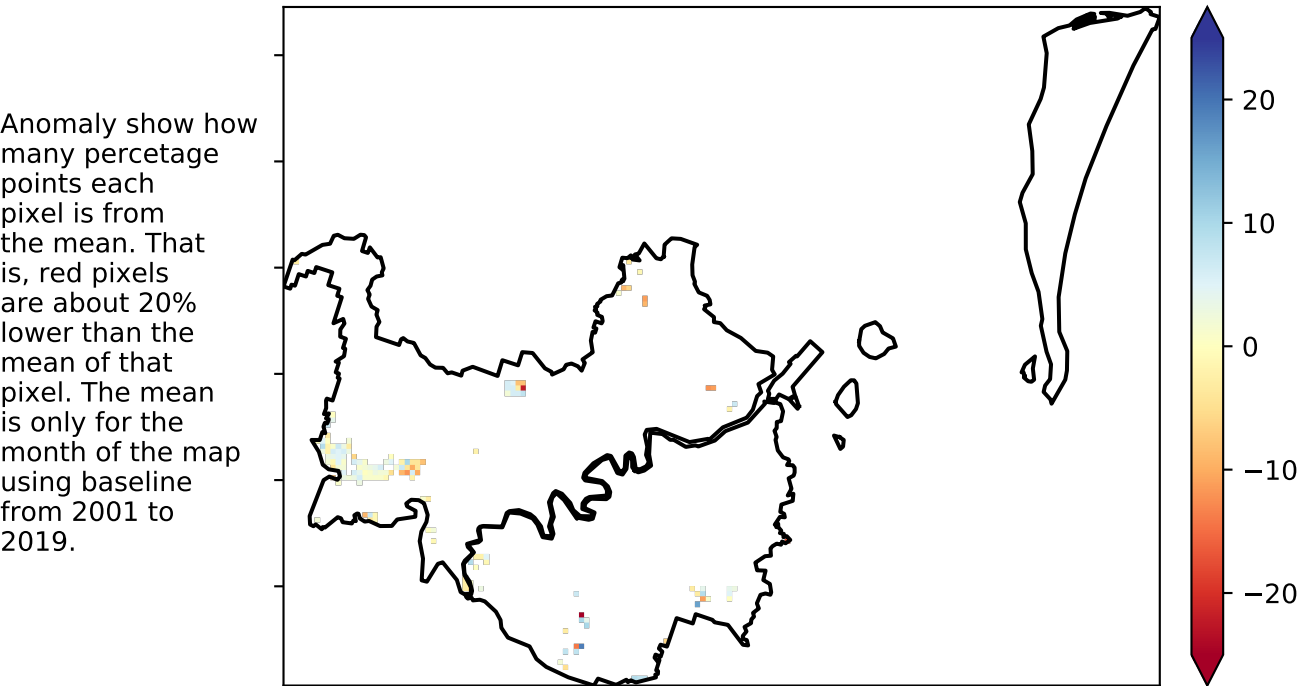 Anomaly show how
many percetage
points each
pixel is from
the mean. That
is, red pixels
are about 20%
lower than the
mean of that
pixel. The mean
is only for the
month of the map
using baseline
from 2001 to
2019.
20
10
0
−10
−20